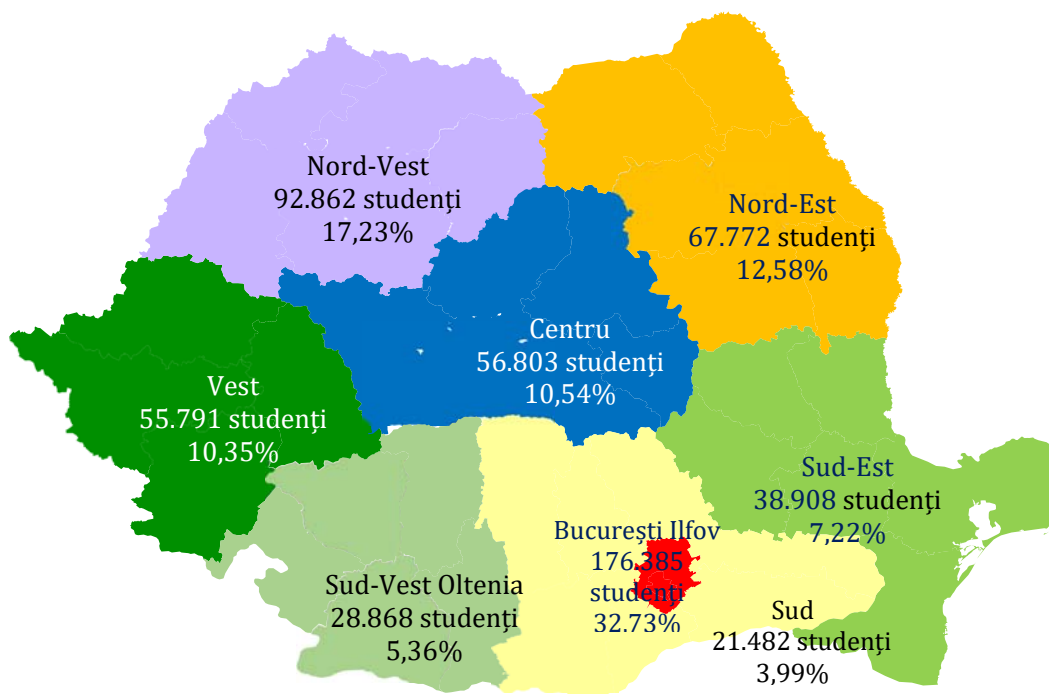 Nord-Vest
92.862 studenți
17,23%
Nord-Est
67.772 studenți
12,58%
Centru
56.803 studenți
10,54%
Vest
55.791 studenți
10,35%
Sud-Est
38.908 studenți
7,22%
București Ilfov
176.385
studenți
32.73%
Sud-Vest Oltenia
28.868 studenți
5,36%
Sud
21.482 studenți
3,99%